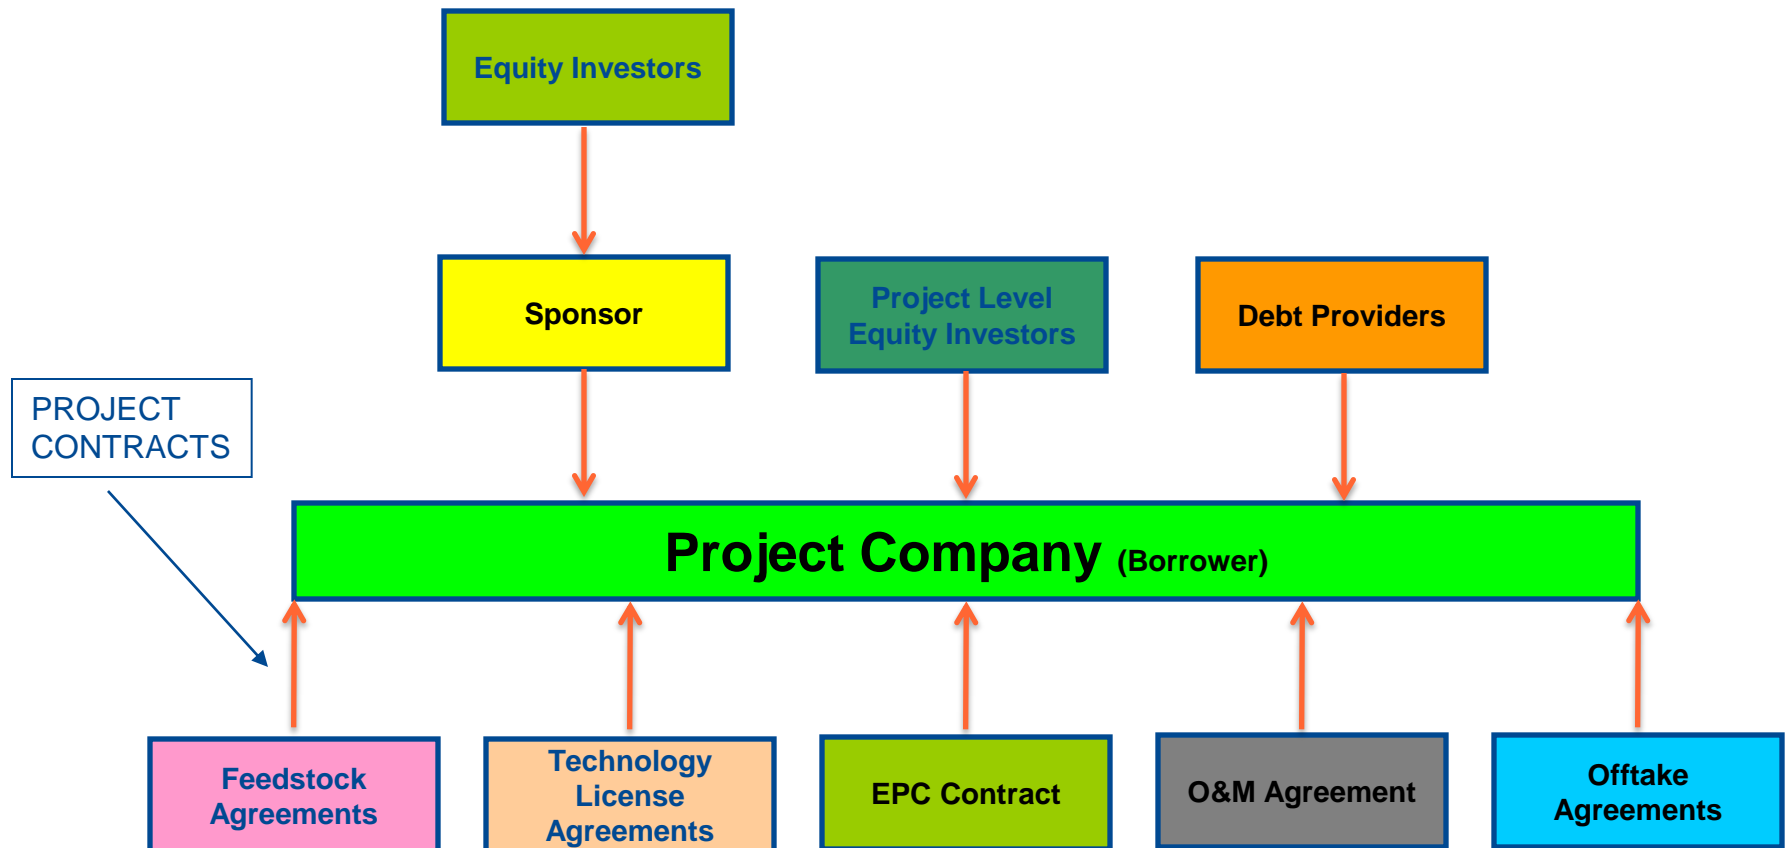 Equity Investors
Sponsor
Project Level
Equity Investors
Debt Providers
PROJECT
CONTRACTS
Project Company (Borrower)
Feedstock
Agreements
Technology
License
Agreements
EPC Contract
O&M Agreement
Offtake
Agreements